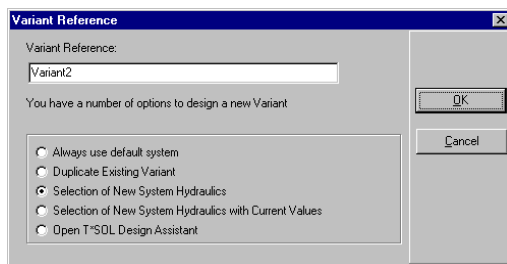 Variant Reference
Variant Reference:
Variant2
You have a number of options to design a new Variant
OK
Cancel
Always use default system
Duplicate Existing Variant
Selection of New System Hydraulics
Selection of New System Hydraulics with Current Values
Open T*SOL Design Assistant